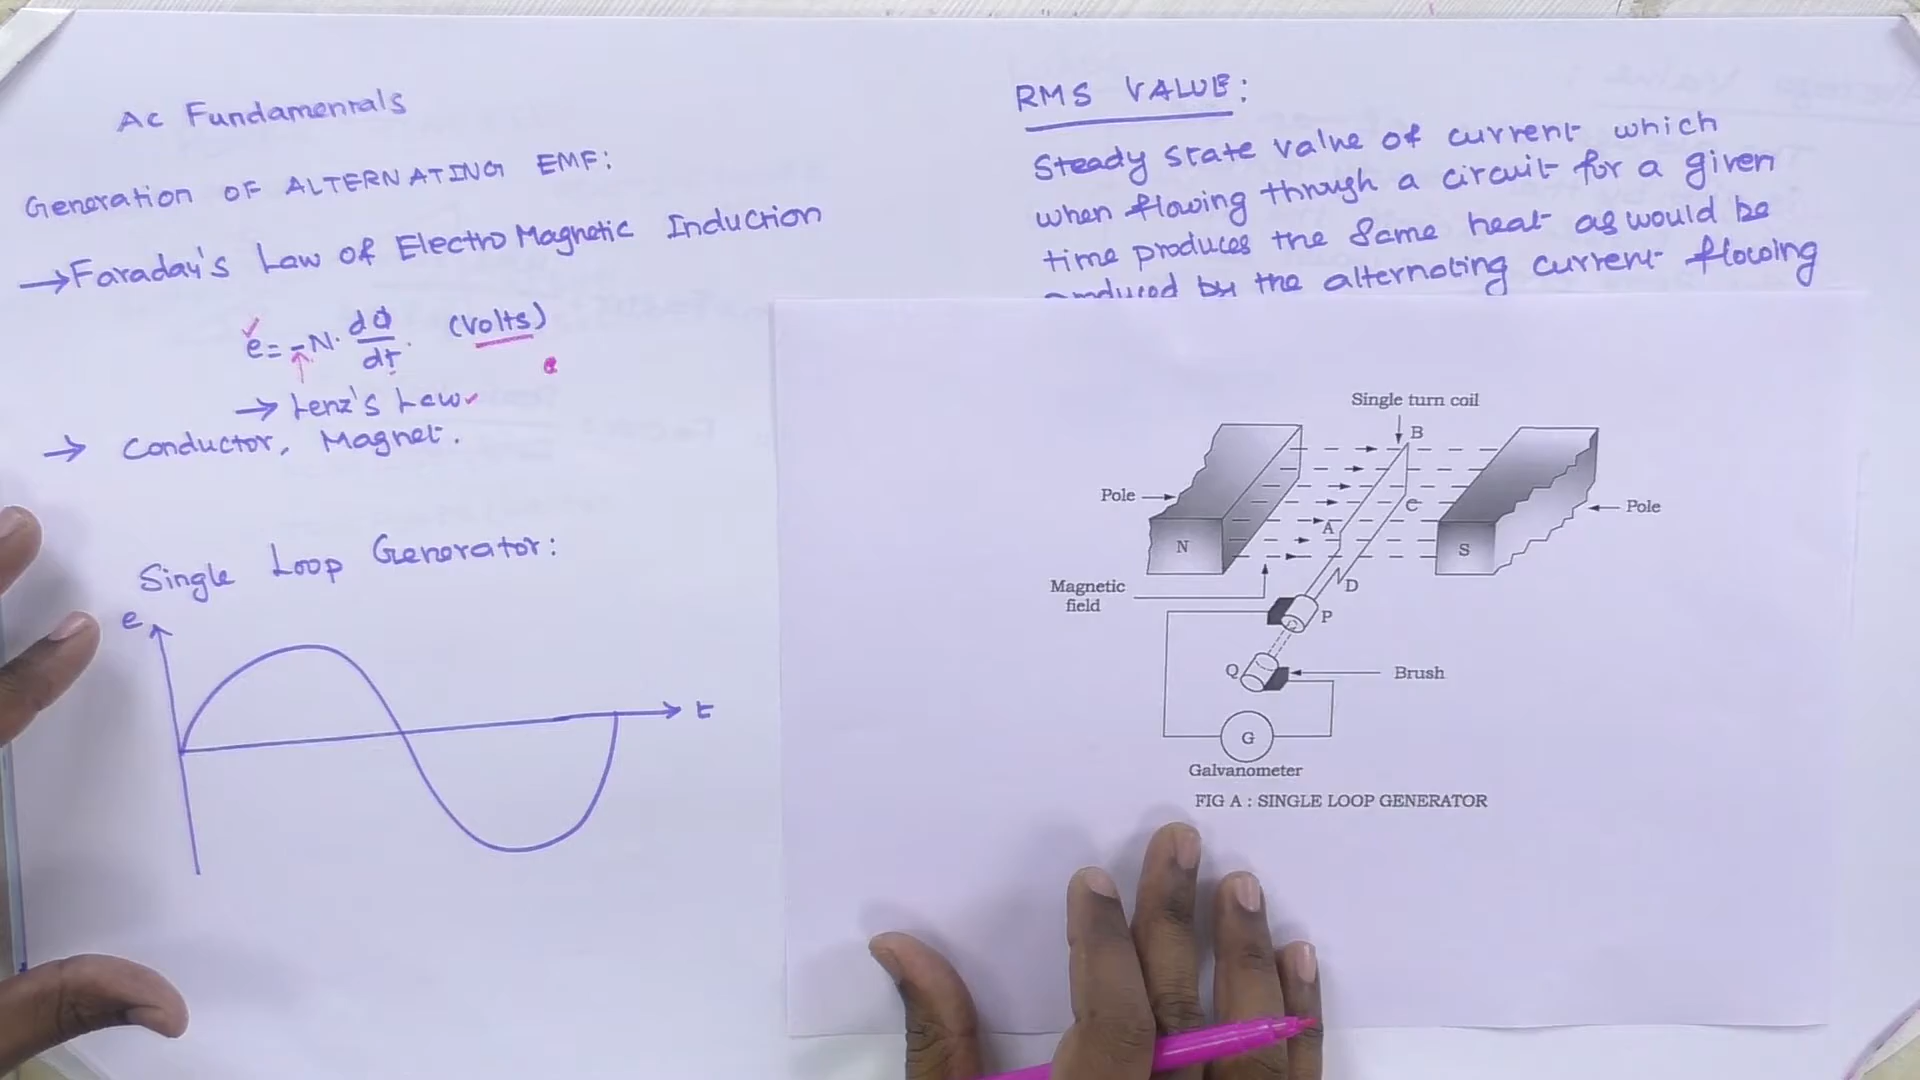 Ac Fundamentals
Generation OF ALTERNATING EMF:
→Faraday's Law of Electro Magnetic Induction
e = -N. dΦ/dt. (Volts)
→ Lenz's Law
→ Conductor, Magnet.
Single Loop Generator:
e
t
RMS VALUE:
Steady state value of current which
when flowing through a circuit for a given
time produces the same heat as would be
produced by the alternating current flowing
Single turn coil
B
Pole
C
Pole
A
N
S
Magnetic
field
D
P
Q
Brush
G
Galvanometer
FIG A : SINGLE LOOP GENERATOR